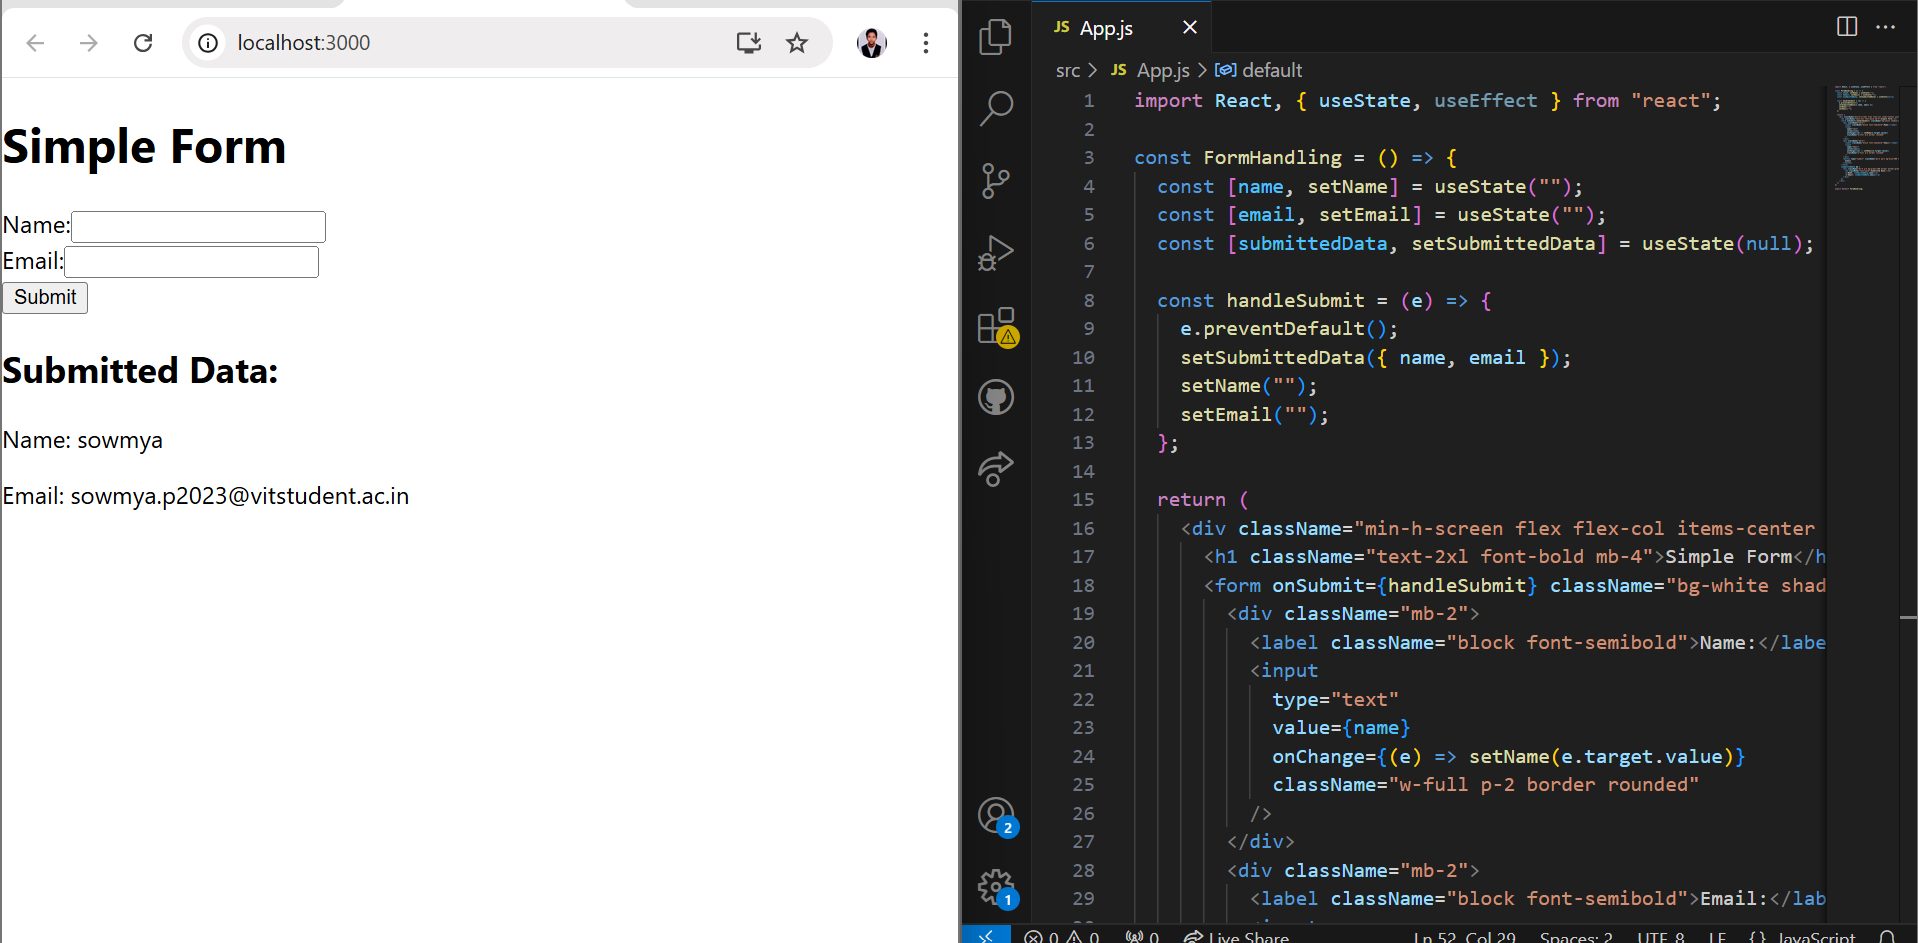 localhost:3000
Simple Form
Name:
Email:
Submit
Submitted Data:
Name: sowmya
Email: sowmya.p2023@vitstudent.ac.in
JS App.js
src > JS App.js > default
1 import React, { useState, useEffect } from "react";
2
3 const FormHandling = () => {
4 const [name, setName] = useState("");
5 const [email, setEmail] = useState("");
6 const [submittedData, setSubmittedData] = useState(null);
7
8 const handleSubmit = (e) => {
9 e.preventDefault();
10 setSubmittedData({ name, email });
11 setName("");
12 setEmail("");
13 };
14
15 return (
16 <div className="min-h-screen flex flex-col items-center
17 <h1 className="text-2xl font-bold mb-4">Simple Form</h
18 <form onSubmit={handleSubmit} className="bg-white shad
19 <div className="mb-2">
20 <label className="block font-semibold">Name:</labe
21 <input
22 type="text"
23 value={name}
24 onChange={(e) => setName(e.target.value)}
25 className="w-full p-2 border rounded"
26 />
27 </div>
28 <div className="mb-2">
29 <label className="block font-semibold">Email:</lab
2
1
0 0 0 Live Share Ln 52, Col 29 Spaces: 2 UTF-8 LF {} JavaScript